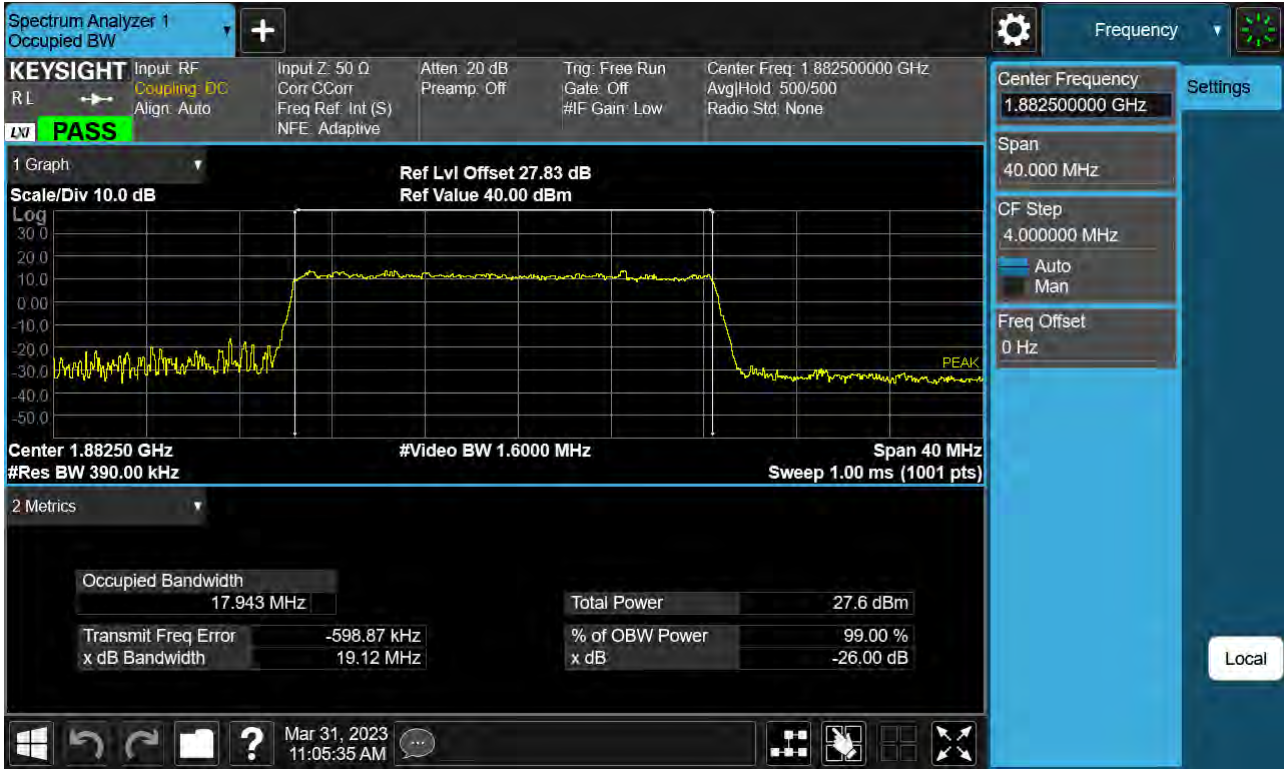 Spectrum Analyzer 1
Occupied BW
Frequency
KEYSIGHT
R L
LXI
PASS
Input: RF
Coupling: DC
Align: Auto
Input Z: 50 Ω
Corr CCorr
Freq Ref: Int (S)
NFE: Adaptive
Atten: 20 dB
Preamp: Off
Trig: Free Run
Gate: Off
#IF Gain: Low
Center Freq: 1.882500000 GHz
Avg|Hold: 500/500
Radio Std: None
Center Frequency
1.882500000 GHz
Settings
Span
40.000 MHz
CF Step
4.000000 MHz
Auto
Man
Freq Offset
0 Hz
Local
1 Graph
Scale/Div 10.0 dB
Ref Lvl Offset 27.83 dB
Ref Value 40.00 dBm
Log
30.0
20.0
10.0
0.00
-10.0
-20.0
-30.0
-40.0
-50.0
PEAK
Center 1.88250 GHz
#Video BW 1.6000 MHz
Span 40 MHz
#Res BW 390.00 kHz
Sweep 1.00 ms (1001 pts)
2 Metrics
Occupied Bandwidth
17.943 MHz
Total Power 27.6 dBm
Transmit Freq Error -598.87 kHz
% of OBW Power 99.00 %
x dB Bandwidth 19.12 MHz
x dB -26.00 dB
?
Mar 31, 2023
11:05:35 AM